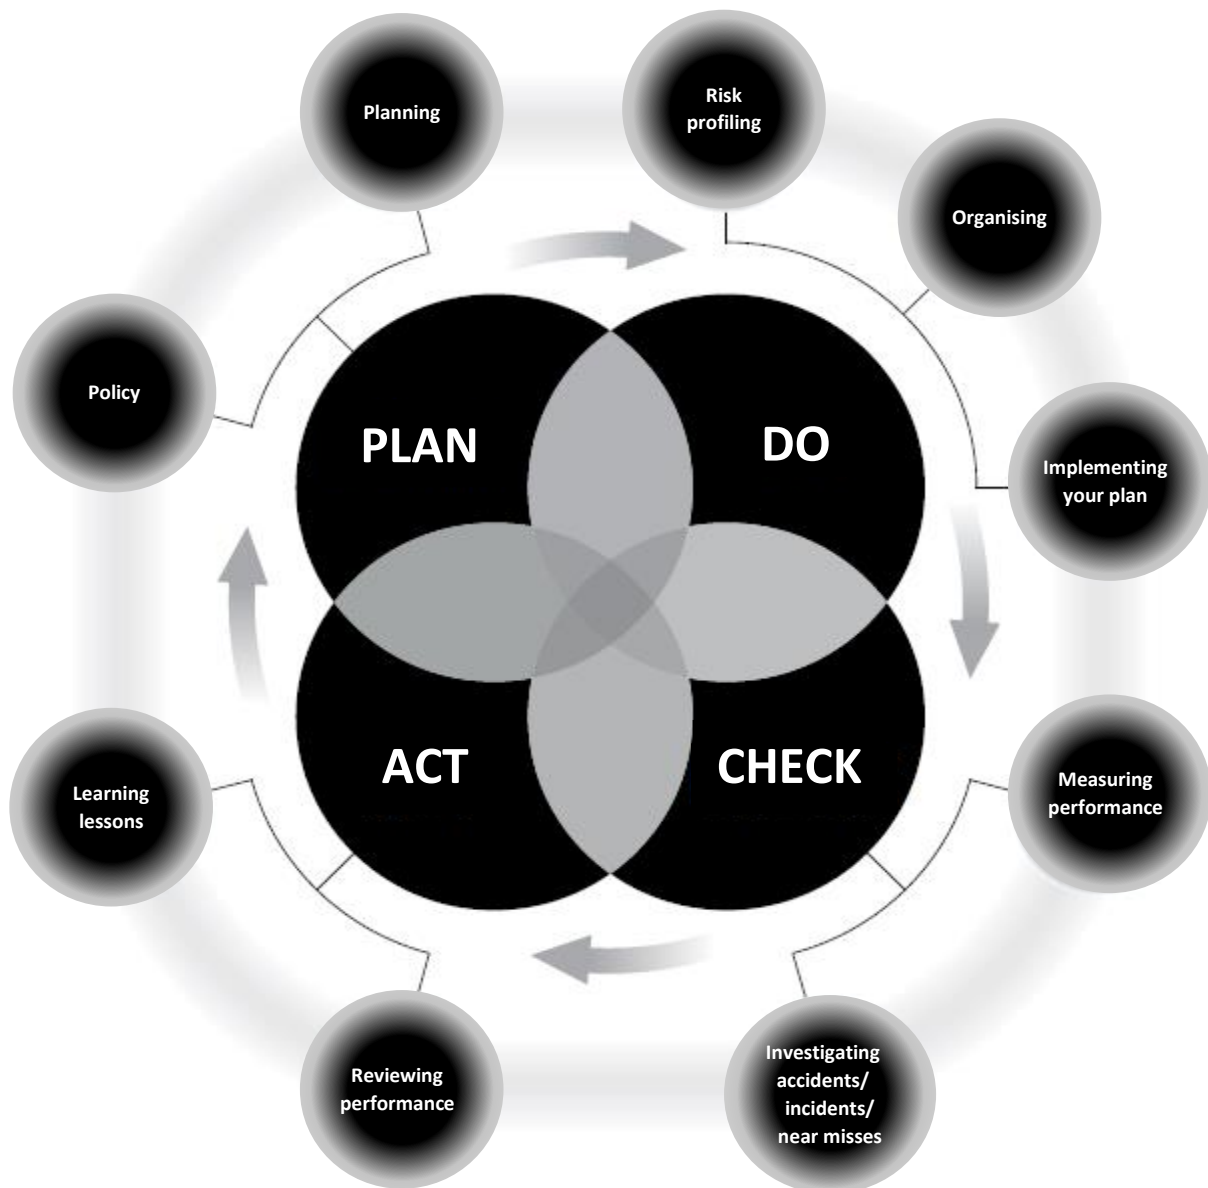 Planning
Risk
profiling
Organising
Policy
PLAN
DO
Implementing
your plan
ACT
CHECK
Learning
lessons
Measuring
performance
Reviewing
performance
Investigating
accidents/
incidents/
near misses